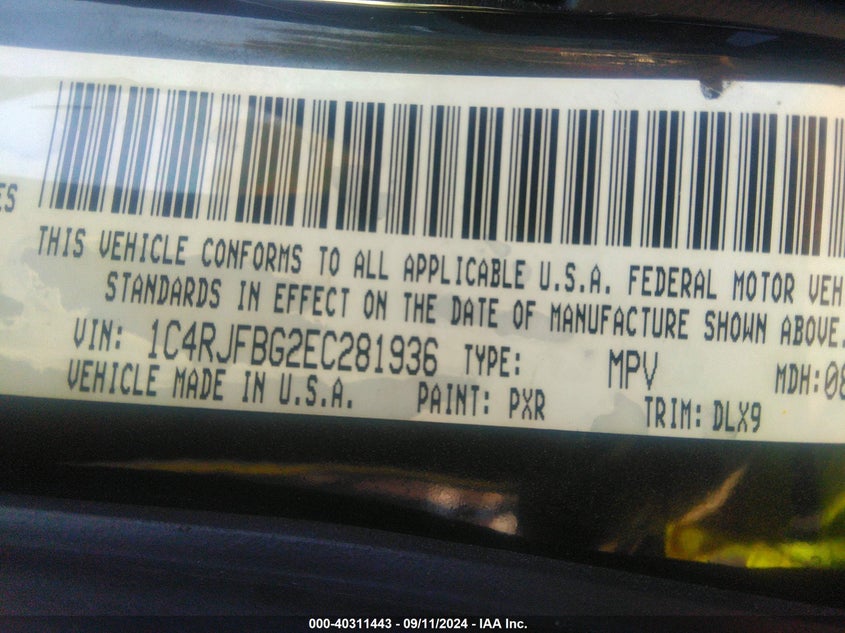 ES
THIS VEHICLE CONFORMS TO ALL APPLICABLE U.S.A. FEDERAL MOTOR VEH
STANDARDS IN EFFECT ON THE DATE OF MANUFACTURE SHOWN ABOVE.
VIN: 1C4RJFBG2EC281936 TYPE: MPV MDH:08
VEHICLE MADE IN U.S.A. PAINT: PXR TRIM: DLX9
000-40311443 - 09/11/2024 - IAA Inc.